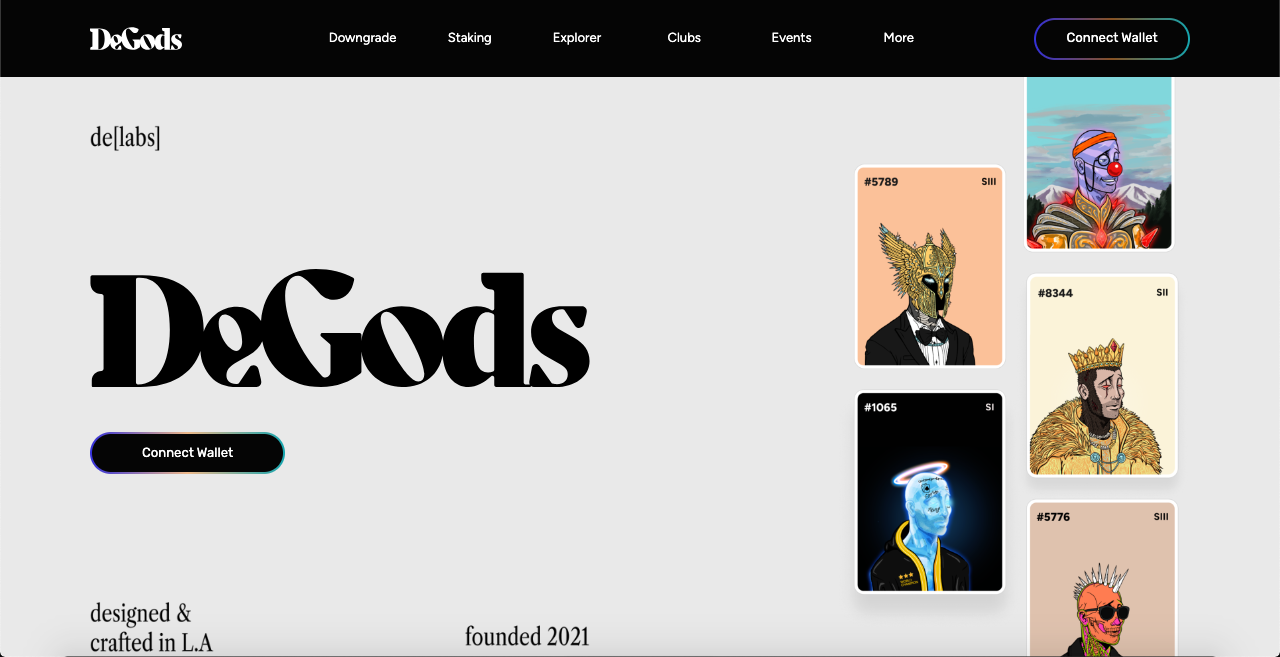 DeGods
Downgrade
Staking
Explorer
Clubs
Events
More
Connect Wallet
de[labs]
#5789
SIII
#8344
SII
DeGods
#1065
SI
Connect Wallet
#5776
SIII
designed &
crafted in L.A
founded 2021